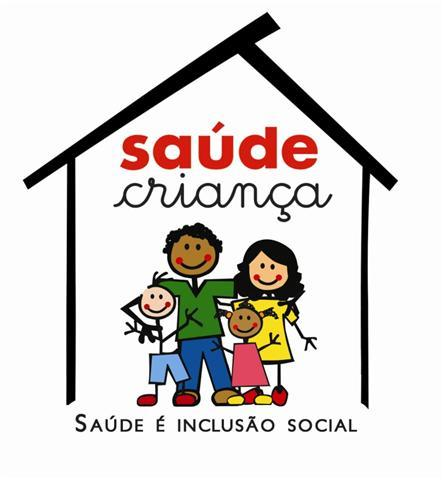 saúde
criança
SAÚDE É INCLUSÃO SOCIAL